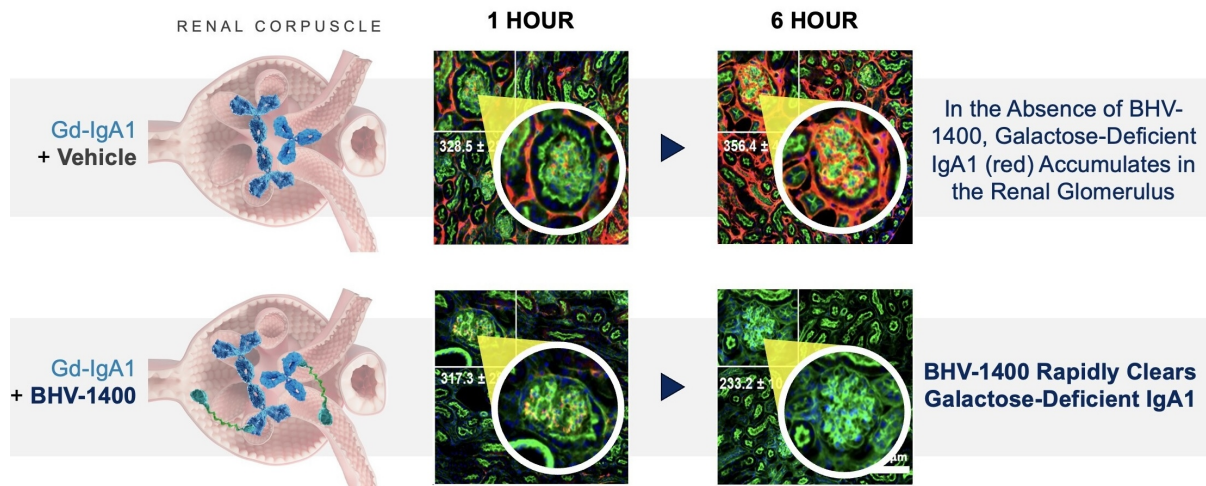 RENAL CORPUSCLE
1 HOUR
6 HOUR
Gd-IgA1
+ Vehicle
328.5 ±
356.4 ±
In the Absence of BHV-
1400, Galactose-Deficient
IgA1 (red) Accumulates in
the Renal Glomerulus
Gd-IgA1
+ BHV-1400
317.3 ±
233.2 ± 10
BHV-1400 Rapidly Clears
Galactose-Deficient IgA1